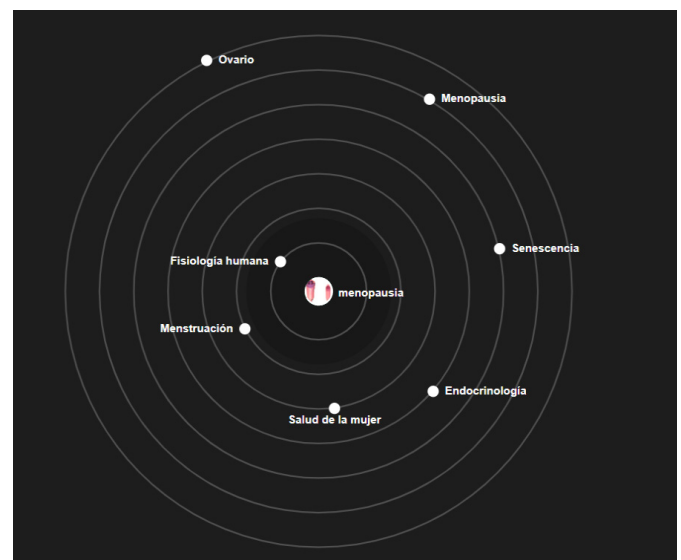 Ovario
Menopausia
Senescencia
Fisiología humana
menopausia
Menstruación
Endocrinología
Salud de la mujer